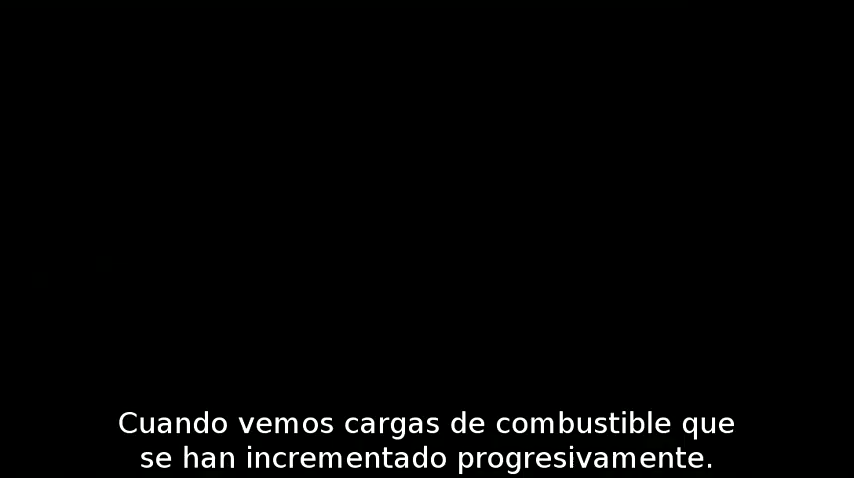 Cuando vemos cargas de combustible que
se han incrementado progresivamente.